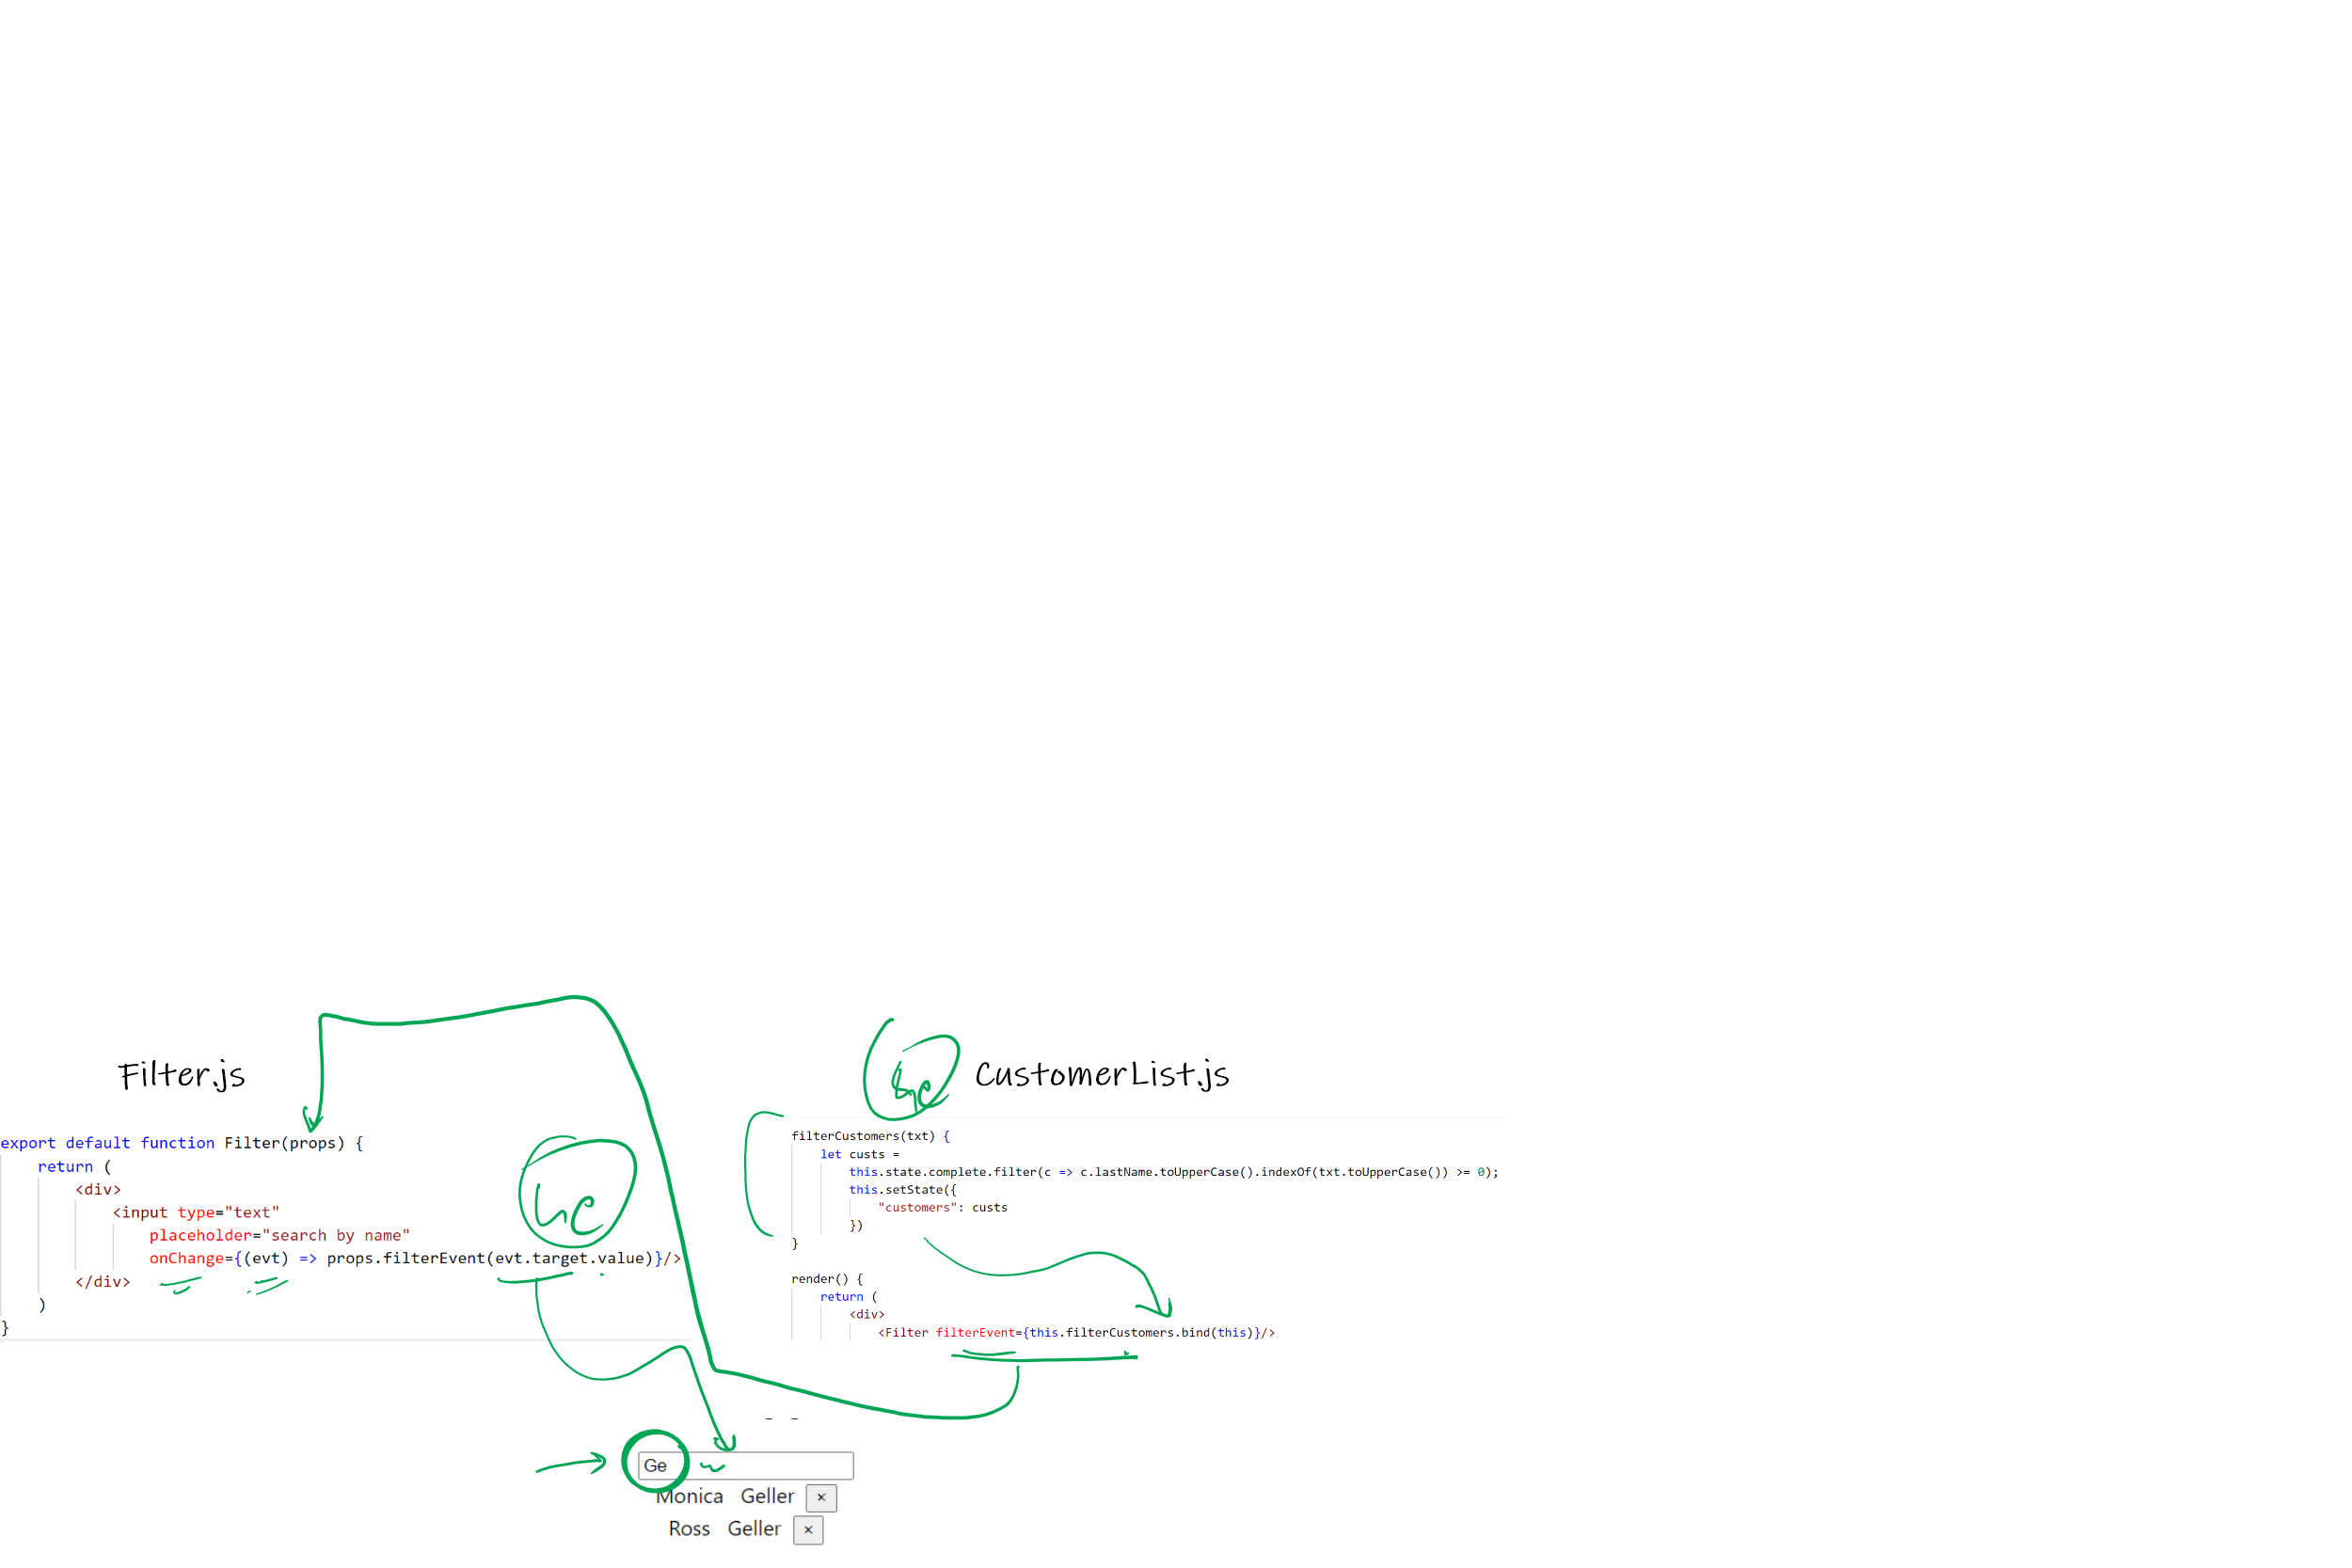 Filter.js
export default function Filter(props) {
return (
<div>
<input type="text"
placeholder="search by name"
onChange={(evt) => props.filterEvent(evt.target.value)}/>
</div>
)
}
CustomerList.js
filterCustomers(txt) {
let custs =
this.state.complete.filter(c => c.lastName.toUpperCase().indexOf(txt.toUpperCase()) >= 0);
this.setState({
"customers": custs
})
}
render() {
return (
<div>
<Filter filterEvent={this.filterCustomers.bind(this)}/>
Ge
Monica Geller ×
Ross Geller ×